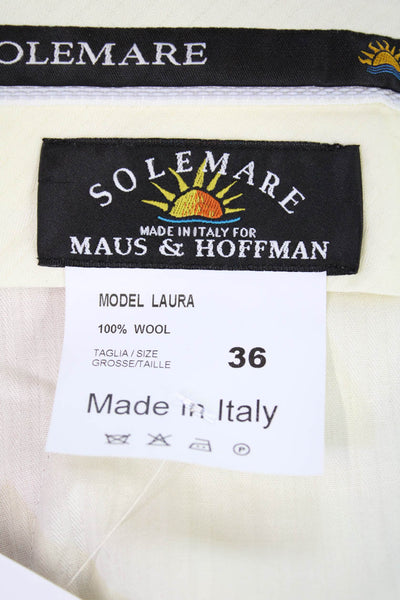 SOLEMARE
SOLEMARE
MADE IN ITALY FOR
MAUS & HOFFMAN
MODEL LAURA
100% WOOL
TAGLIA / SIZE
GROSSE/TAILLE
36
Made in Italy
P